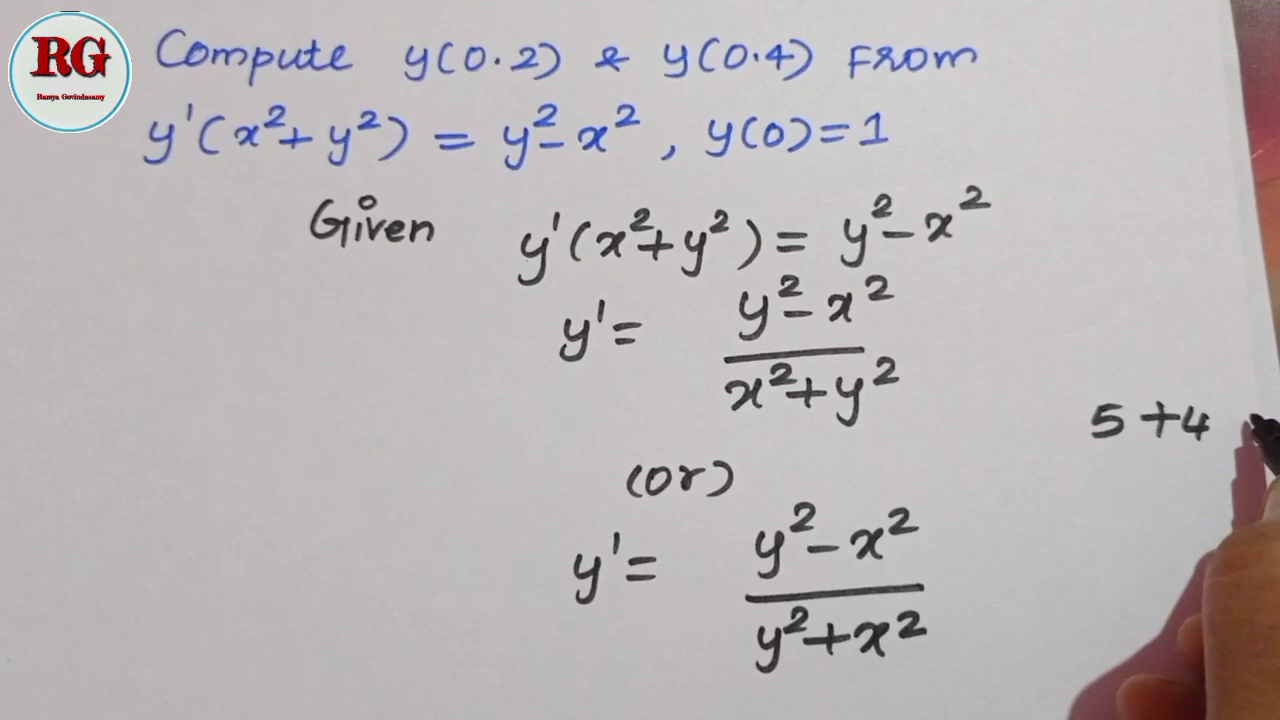 RG
Ramya Govindasamy
Compute y(0.2) & y(0.4) From
y'(x²+y²) = y²-x², y(0)=1
Given y'(x²+y²) = y²-x²
y' = y²-x² / x²+y²
5+4
(or)
y' = y²-x² / y²+x²